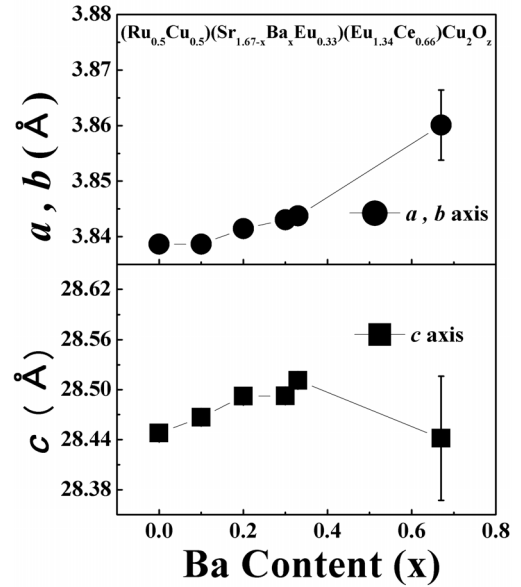 3.88
(Ru0.5Cu0.5)(Sr1.67-xBaxEu0.33)(Eu1.34Ce0.66)Cu2Oz
3.87
3.86
3.85
3.84
a , b (Å)
a , b axis
28.62
28.56
28.50
28.44
28.38
c (Å)
c axis
0.0 0.2 0.4 0.6 0.8
Ba Content (x)